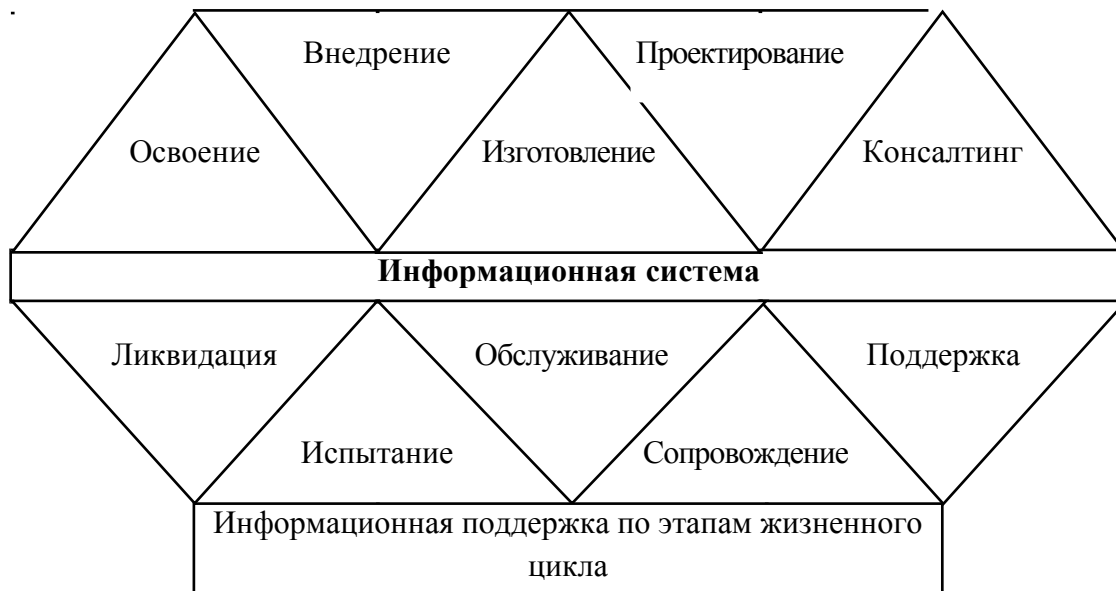 Внедрение
Проектирование
Освоение
Изготовление
Консалтинг
Информационная система
Ликвидация
Обслуживание
Поддержка
Испытание
Сопровождение
Информационная поддержка по этапам жизненного
цикла